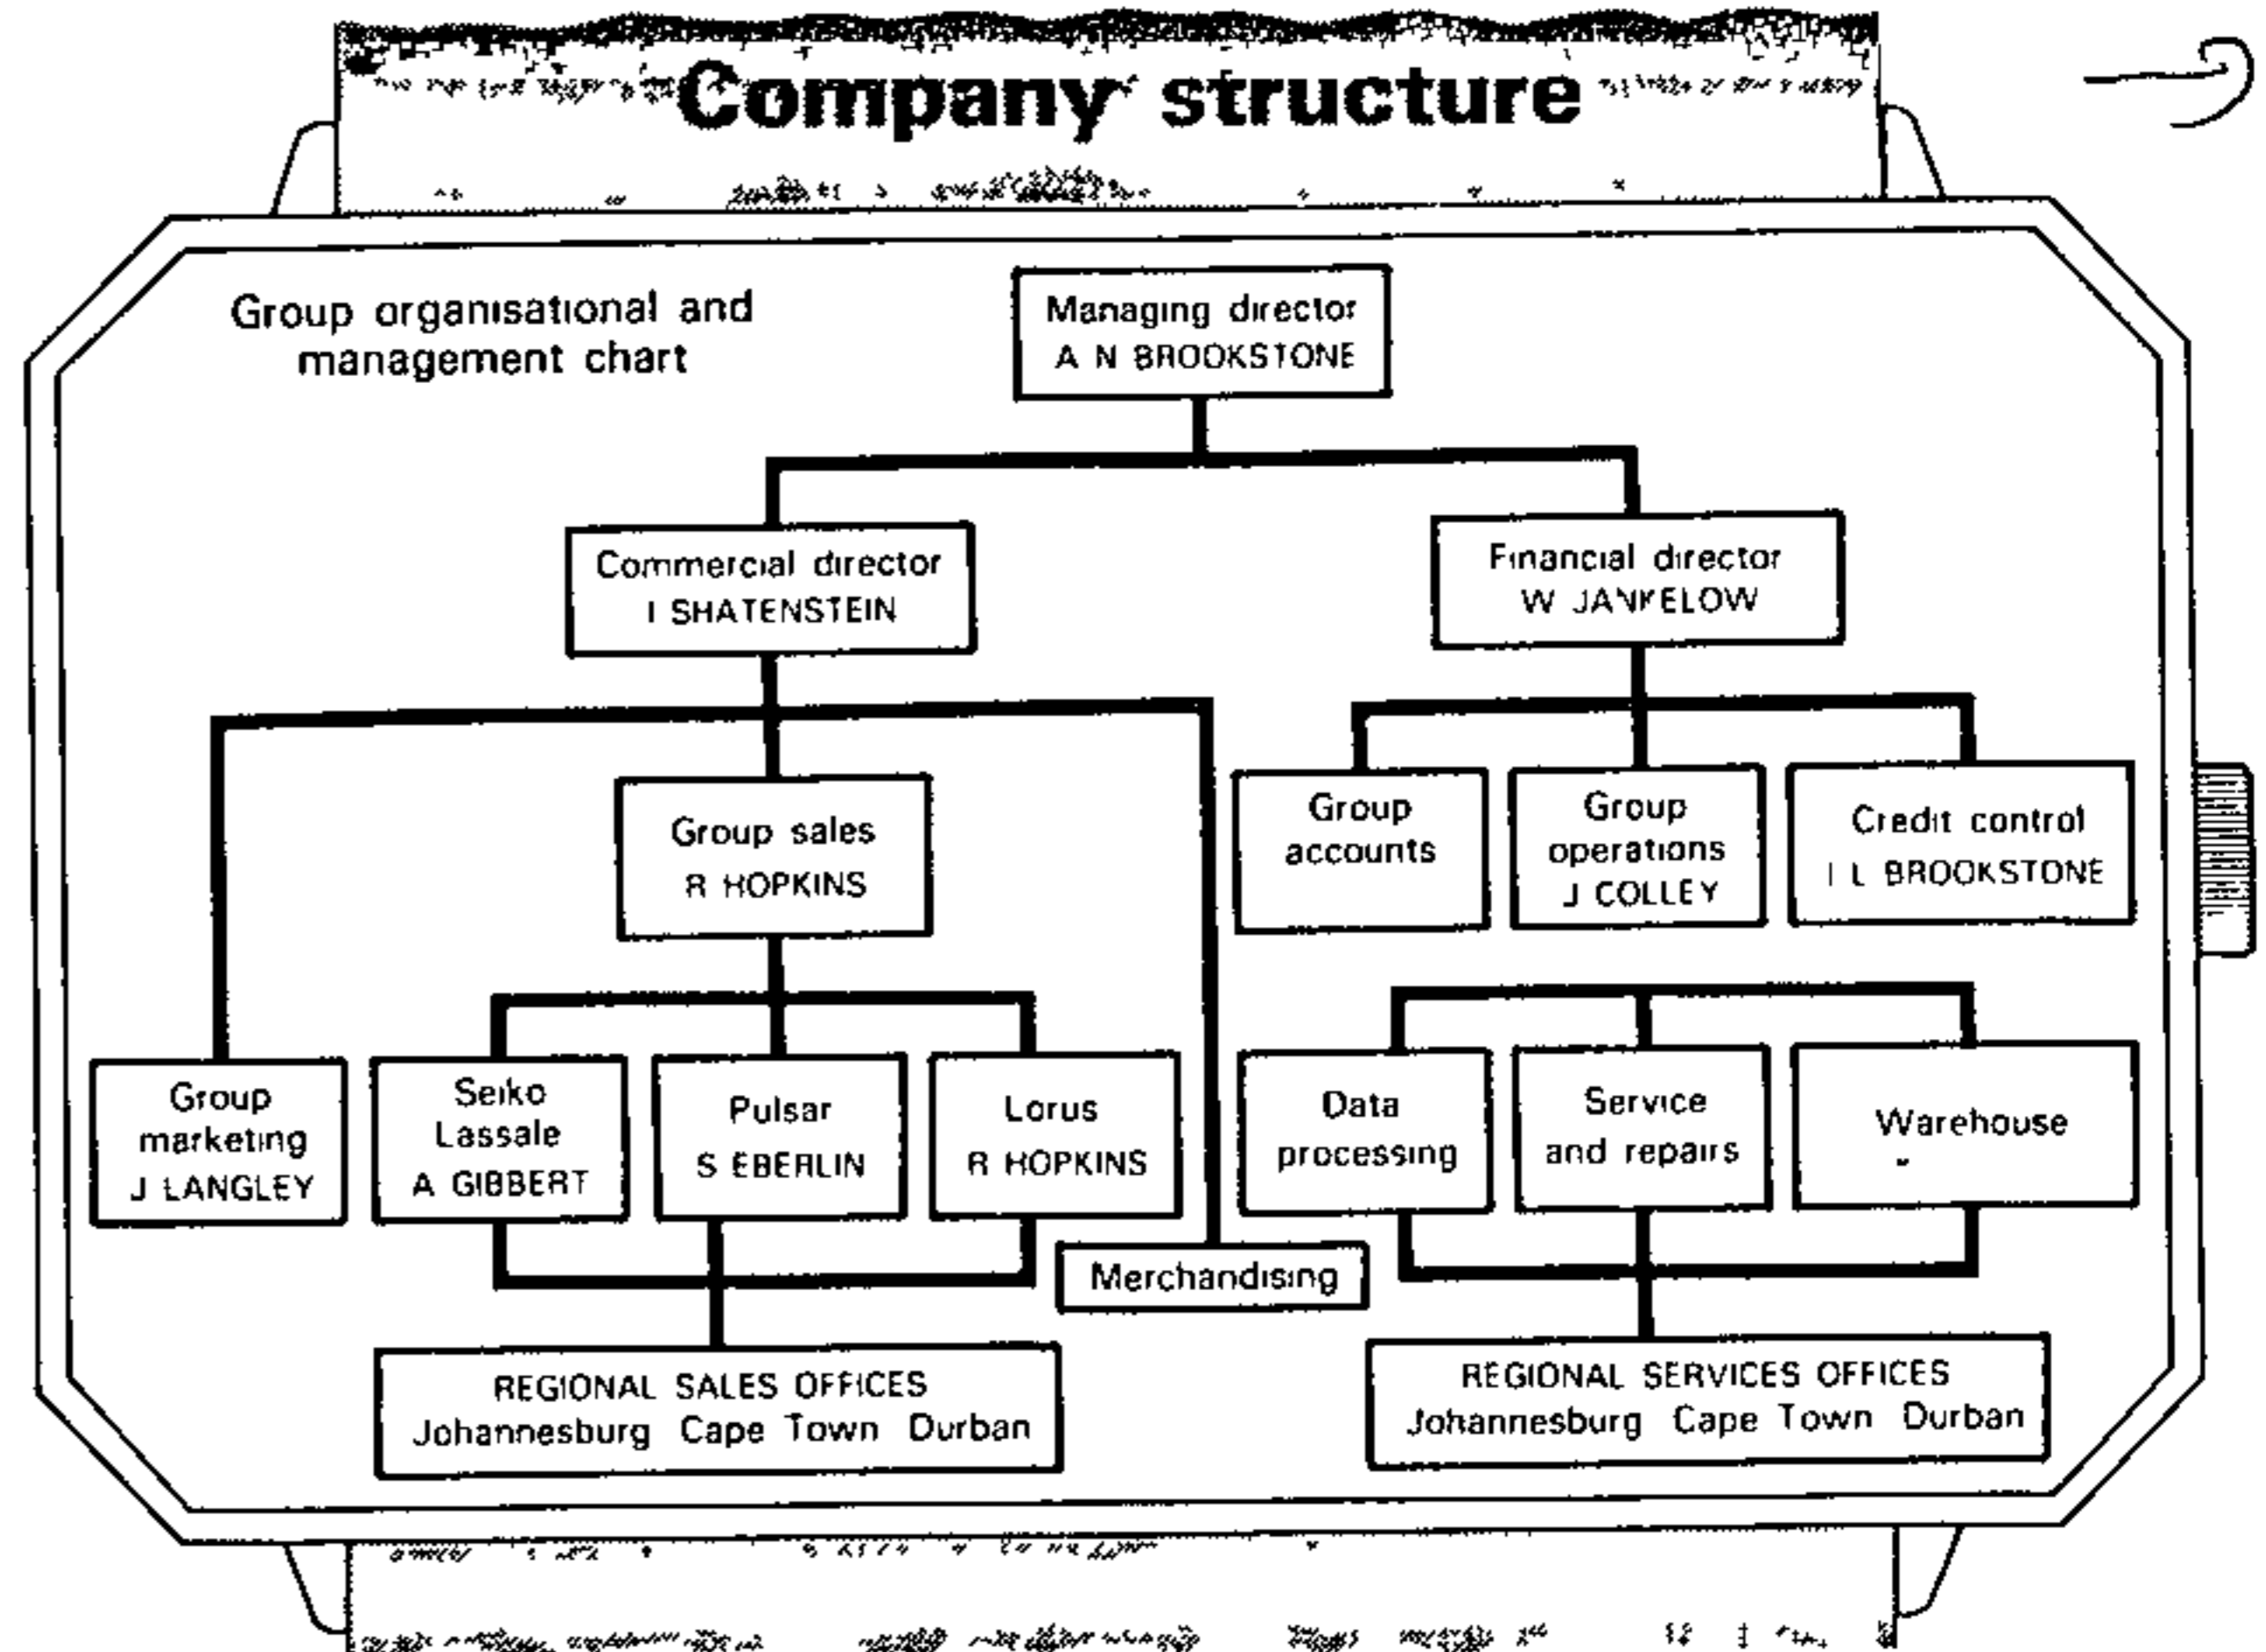 Company structure
Group organisational and
management chart
Managing director
A N BROOKSTONE
Commercial director
I SHATENSTEIN
Financial director
W JANKELOW
Group sales
R HOPKINS
Group
accounts
Group
operations
J COLLEY
Credit control
I L BROOKSTONE
Group
marketing
J LANGLEY
Seiko
Lassale
A GIBBERT
Pulsar
S EBERLIN
Lorus
R HOPKINS
Data
processing
Service
and repairs
Warehouse
Merchandising
REGIONAL SALES OFFICES
Johannesburg Cape Town Durban
REGIONAL SERVICES OFFICES
Johannesburg Cape Town Durban